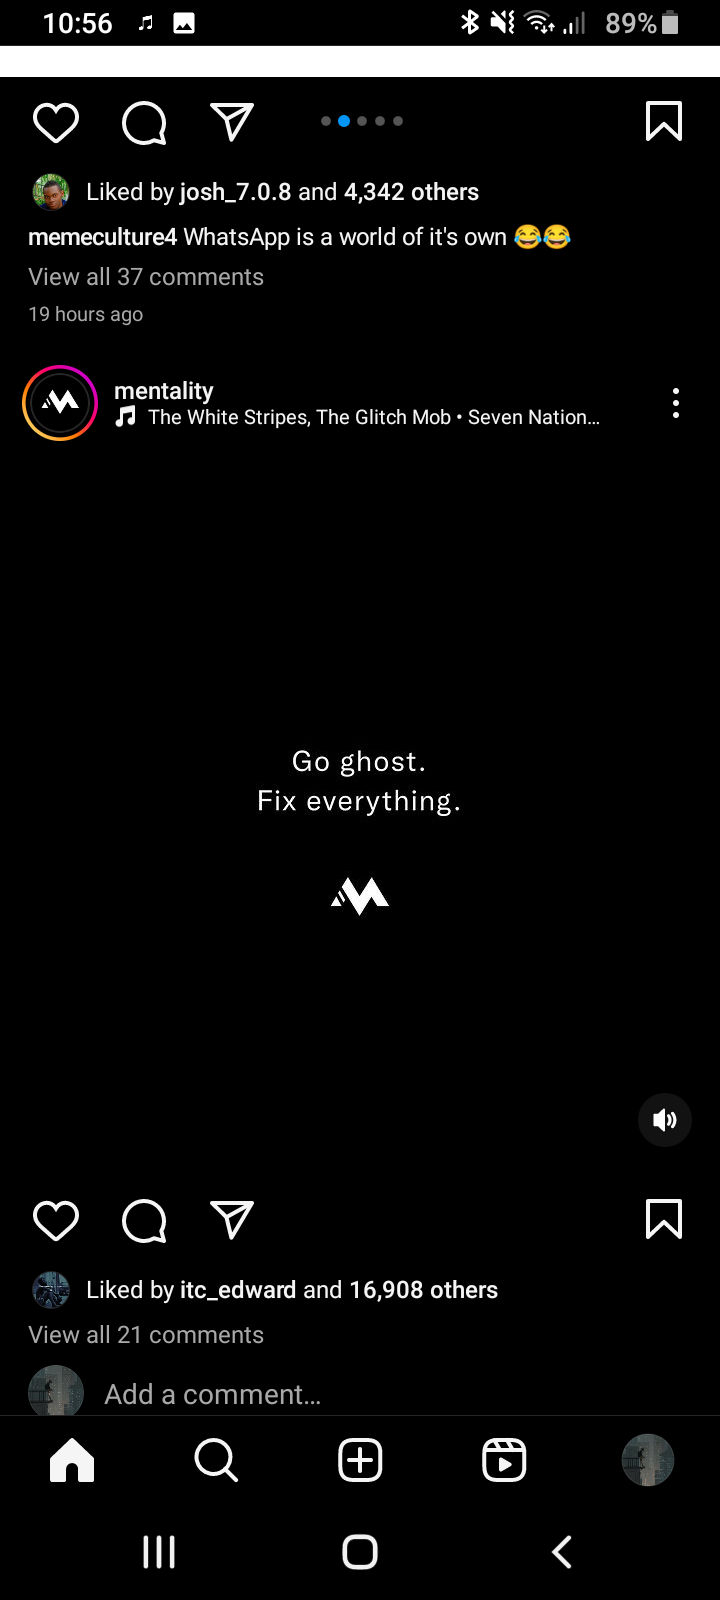 10:56 89%
Liked by josh_7.0.8 and 4,342 others
memeculture4 WhatsApp is a world of it's own 😂😂
View all 37 comments
19 hours ago
mentality
The White Stripes, The Glitch Mob • Seven Nation...
Go ghost.
Fix everything.
Liked by itc_edward and 16,908 others
View all 21 comments
Add a comment...